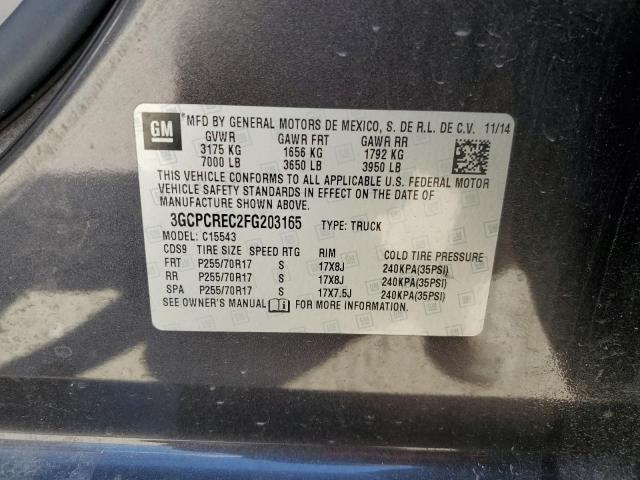 GM *MFD BY GENERAL MOTORS DE MEXICO, S. DE R.L. DE C.V. 11/14
GVWR GAWR FRT GAWR RR
3175 KG 1656 KG 1792 KG
7000 LB 3650 LB 3950 LB
THIS VEHICLE CONFORMS TO ALL APPLICABLE U.S. FEDERAL MOTOR
VEHICLE SAFETY STANDARDS IN EFFECT ON THE DATE OF
MANUFACTURE SHOWN ABOVE.
3GCPCREC2FG203165 TYPE: TRUCK
MODEL: C15543
CDS9 TIRE SIZE SPEED RTG RIM COLD TIRE PRESSURE
FRT P255/70R17 S 17X8J 240KPA(35PSI)
RR P255/70R17 S 17X8J 240KPA(35PSI)
SPA P255/70R17 S 17X7.5J 240KPA(35PSI)
SEE OWNER'S MANUAL FOR MORE INFORMATION.